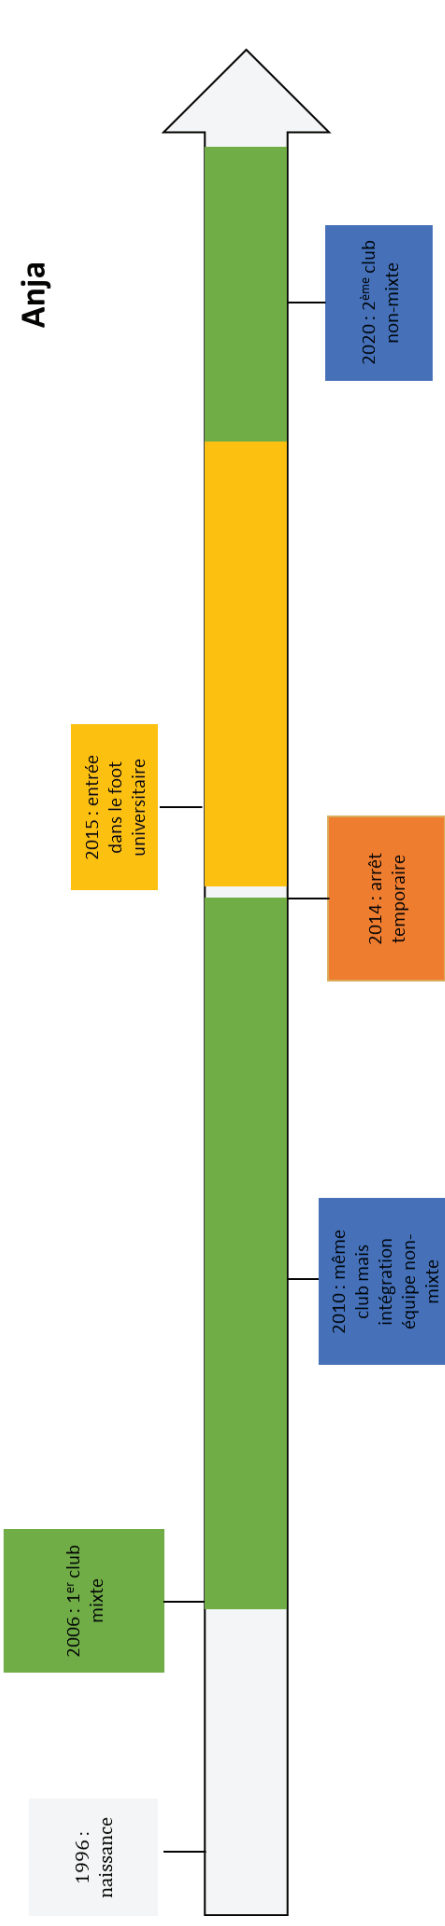 Anja
1996 :
naissance
2006 : 1er club
mixte
2010 : même
club mais
intégration
équipe non-
mixte
2014 : arrêt
temporaire
2015 : entrée
dans le foot
universitaire
2020 : 2ème club
non-mixte